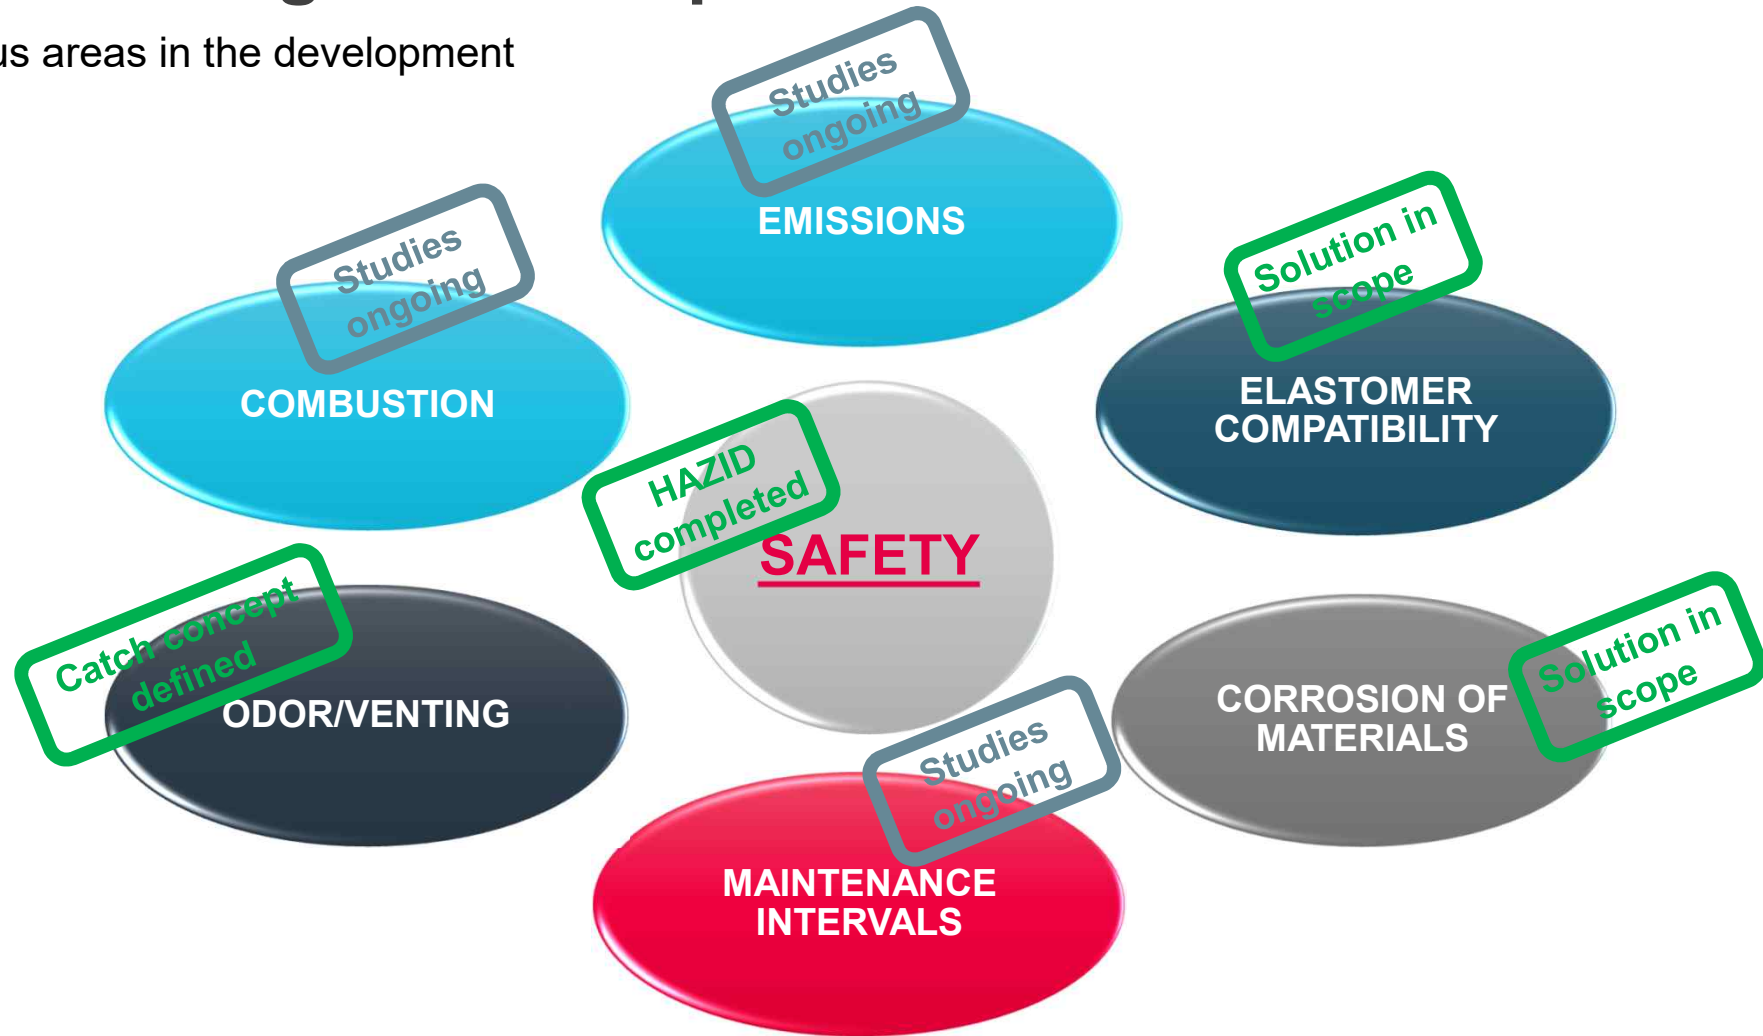 us areas in the development
Studies
ongoing
EMISSIONS
Studies
ongoing
COMBUSTION
Solution in
scope
ELASTOMER
COMPATIBILITY
HAZID
completed
SAFETY
Catch concept
defined
ODOR/VENTING
Solution in
scope
CORROSION OF
MATERIALS
Studies
ongoing
MAINTENANCE
INTERVALS